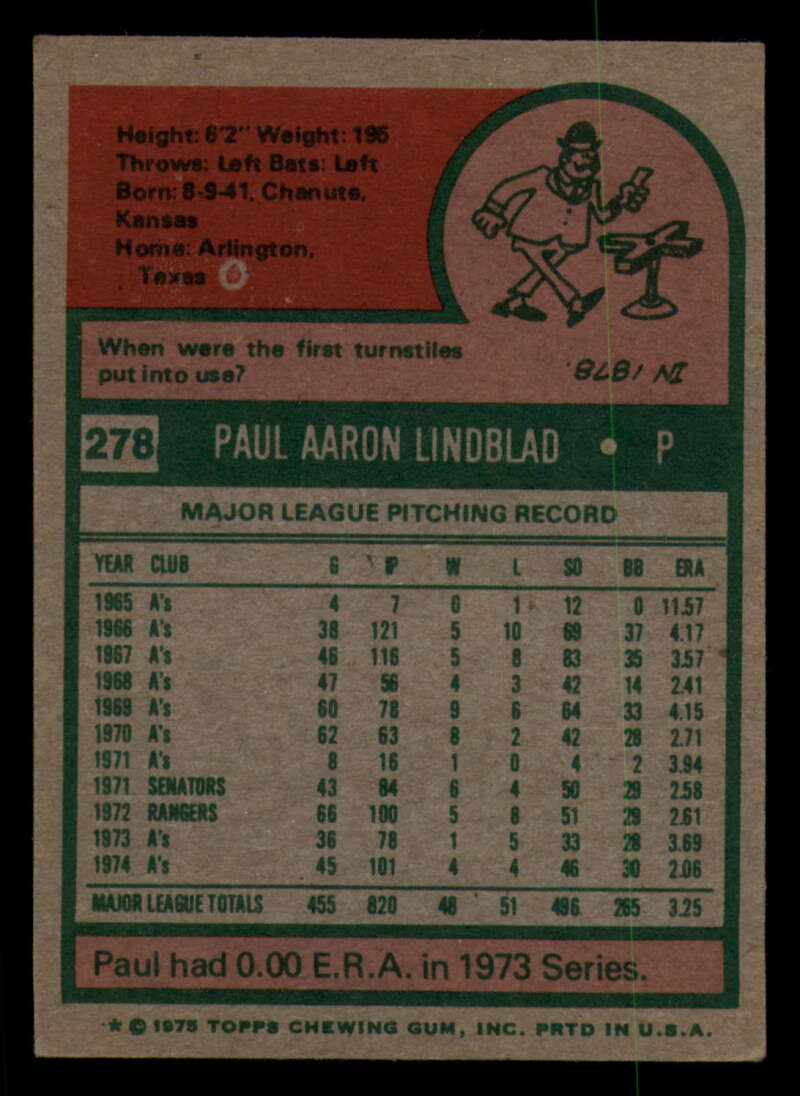 Height: 6'2" Weight: 195
Throws: Left Bats: Left
Born: 8-9-41, Chanute,
Kansas
Home: Arlington,
Texas
When were the first turnstiles
put into use?
IN 1878.
278 PAUL AARON LINDBLAD • P
MAJOR LEAGUE PITCHING RECORD
YEAR CLUB G IP W L SO BB ERA
1965 A's 4 7 0 1 12 0 11.57
1966 A's 38 121 5 10 69 37 4.17
1967 A's 46 116 5 8 83 35 3.57
1968 A's 47 56 4 3 42 14 2.41
1969 A's 60 78 9 6 64 33 4.15
1970 A's 62 63 8 2 42 28 2.71
1971 A's 8 16 1 0 4 2 3.94
1971 SENATORS 43 84 6 4 50 29 2.58
1972 RANGERS 66 100 5 8 51 29 2.61
1973 A's 36 78 1 5 33 28 3.69
1974 A's 45 101 4 4 46 30 2.06
MAJOR LEAGUE TOTALS 455 820 48 51 496 265 3.25
Paul had 0.00 E.R.A. in 1973 Series.
* © 1975 TOPPS CHEWING GUM, INC. PRTD IN U.S.A.